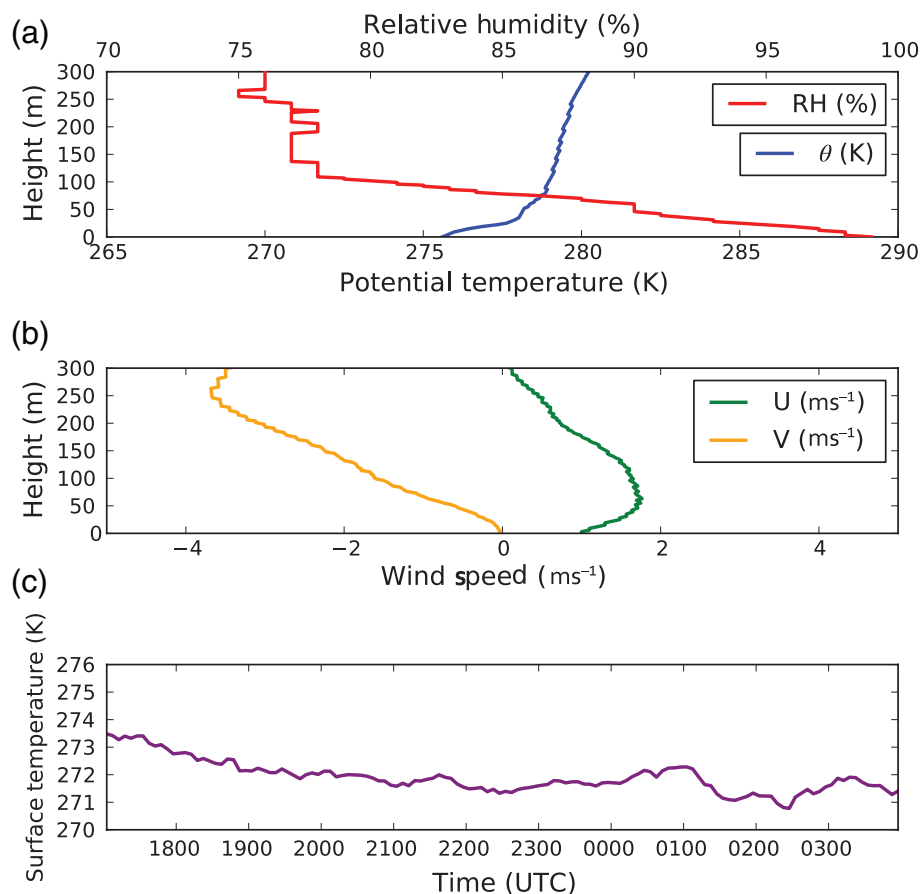 (a)
Relative humidity (%)
70 75 80 85 90 95 100
300
250
200
150
100
50
0
Height (m)
RH (%)
θ (K)
265 270 275 280 285 290
Potential temperature (K)
(b)
300
250
200
150
100
50
0
Height (m)
U (ms⁻¹)
V (ms⁻¹)
−4 −2 0 2 4
Wind speed (ms⁻¹)
(c)
276
275
274
273
272
271
270
Surface temperature (K)
1800 1900 2000 2100 2200 2300 0000 0100 0200 0300
Time (UTC)